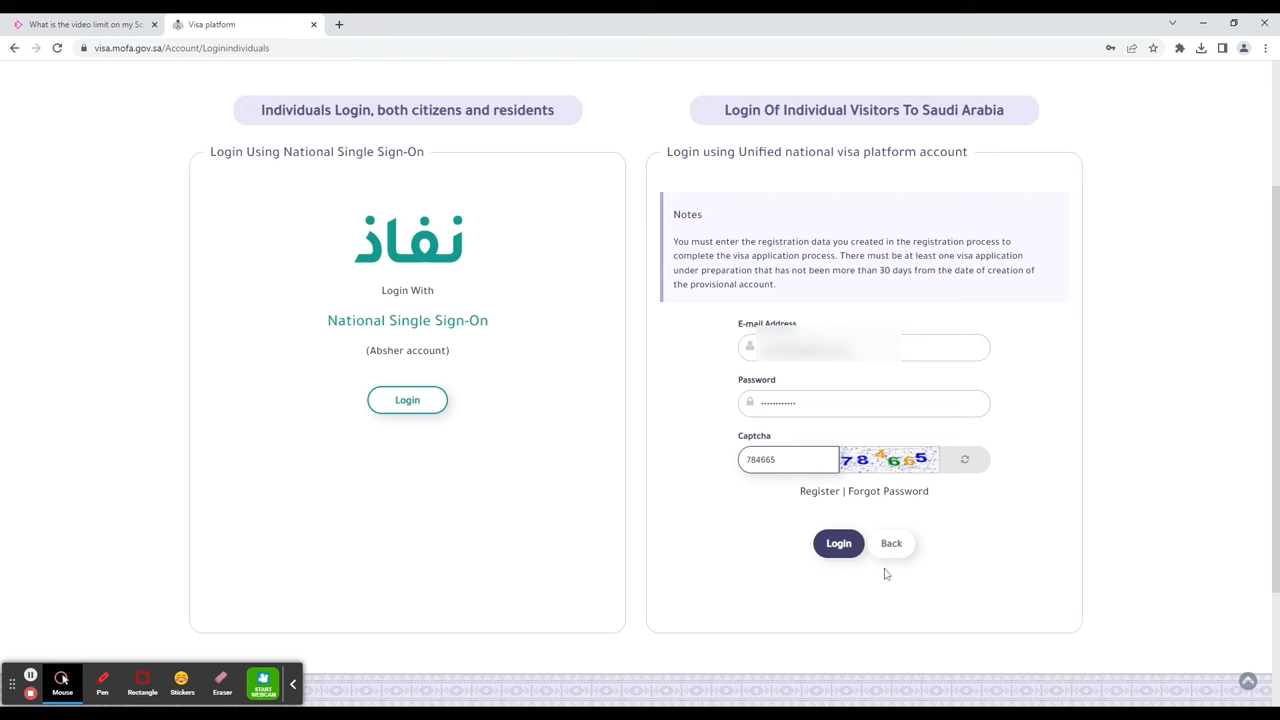 What is the video limit on my Scr
Visa platform
visa.mofa.gov.sa/Account/Loginindividuals
Individuals Login, both citizens and residents
Login Using National Single Sign-On
نفاذ
Login With
National Single Sign-On
(Absher account)
Login
Login Of Individual Visitors To Saudi Arabia
Login using Unified national visa platform account
Notes
You must enter the registration data you created in the registration process to
complete the visa application process. There must be at least one visa application
under preparation that has not been more than 30 days from the date of creation of
the provisional account.
E-mail Address
Password
Captcha
784665
784665
Register | Forgot Password
Login
Back
Mouse
Pen
Rectangle
Stickers
Eraser
START
WEBCAM